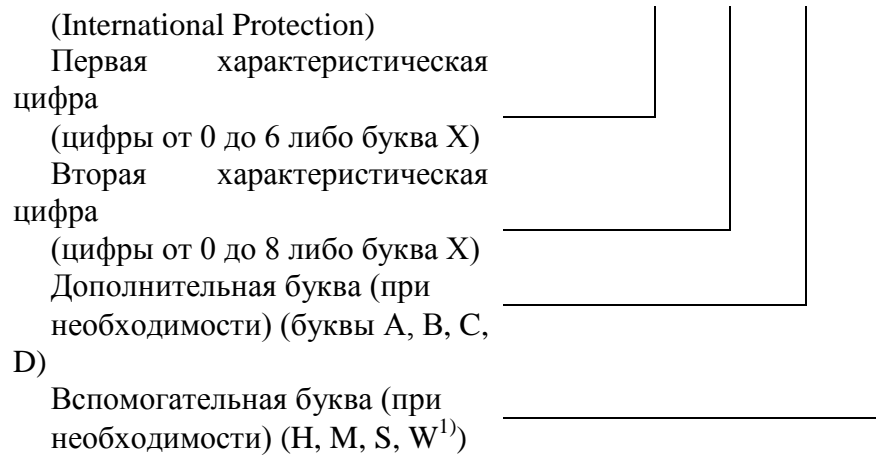 (International Protection)
Первая характеристическая
цифра
(цифры от 0 до 6 либо буква X)
Вторая характеристическая
цифра
(цифры от 0 до 8 либо буква X)
Дополнительная буква (при
необходимости) (буквы A, B, C,
D)
Вспомогательная буква (при
необходимости) (H, M, S, W¹⁾)